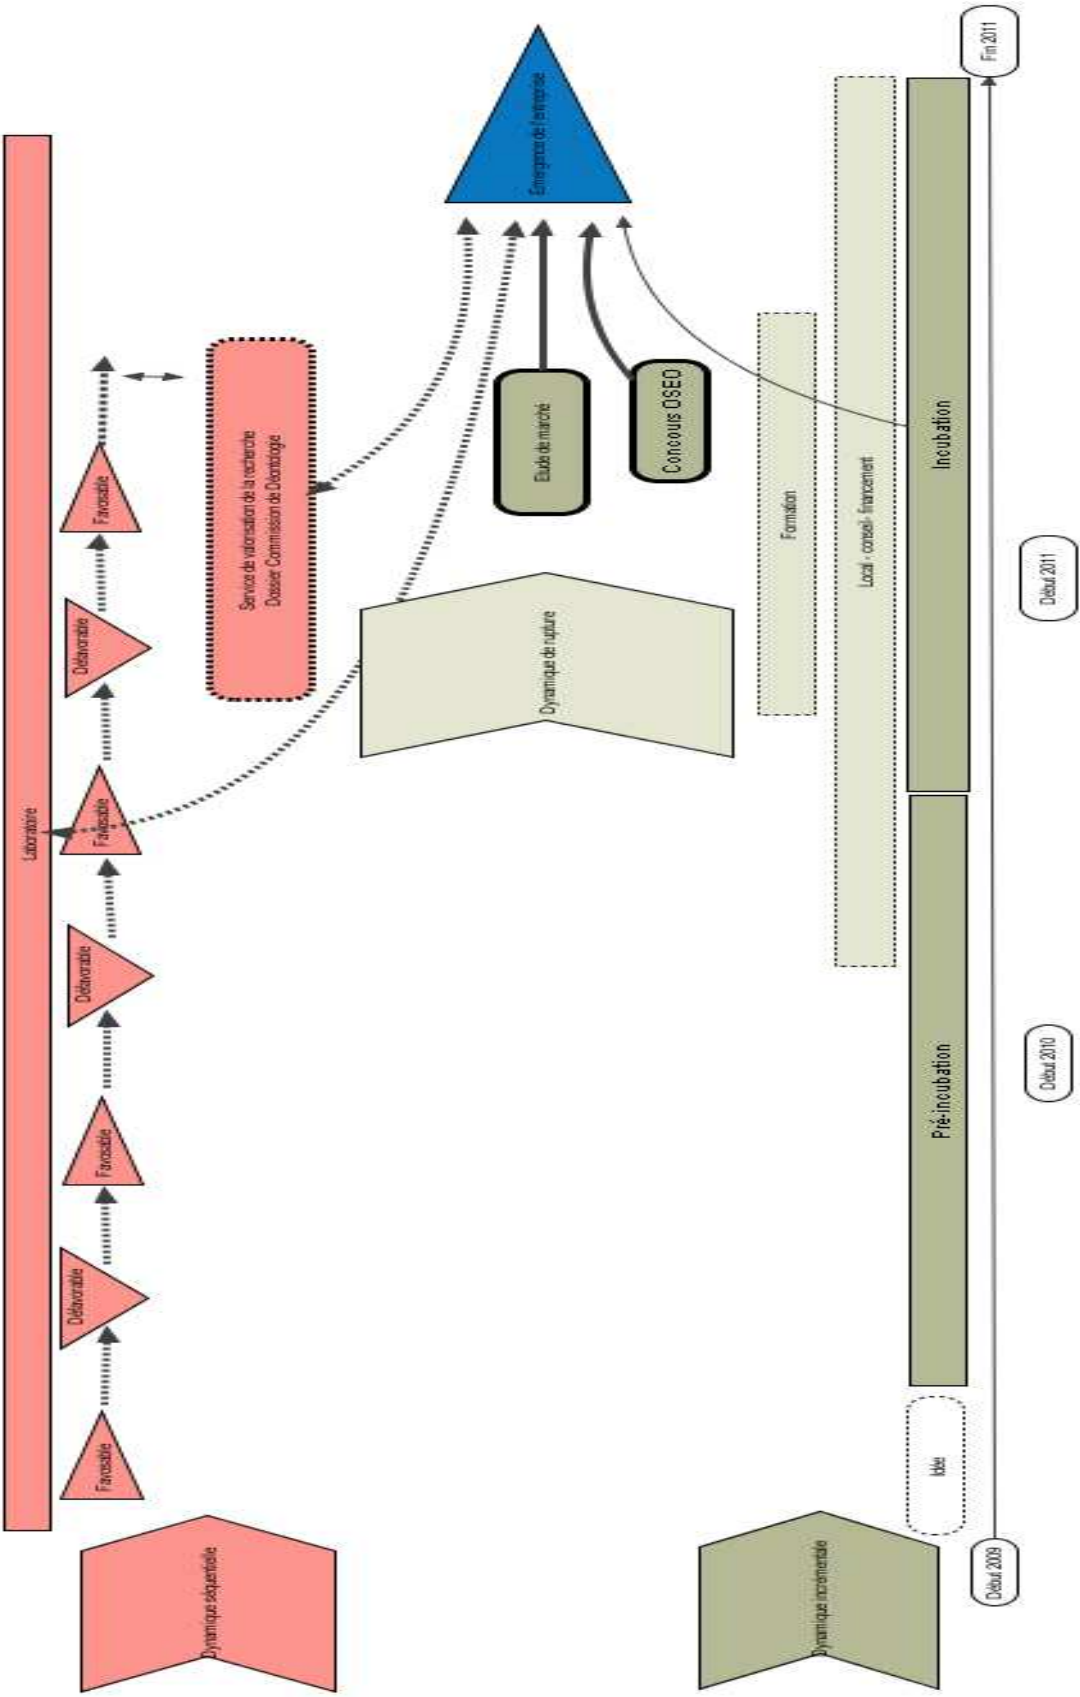 Laboratoire
Favorable
Défavorable
Favorable
Défavorable
Favorable
Défavorable
Favorable
Dynamique séquentielle
Service de valorisation de la recherche
Dossier Commission de Déontologie
Emergence de l'entreprise
Etude de marché
Concouis OSEO
Dynamique de rupture
Formation
Local - conseil- financement
Dynamique incrémentale
Idée
Pré-incubation
Incubation
Début 2009
Début 2010
Début 2011
Fin 2011